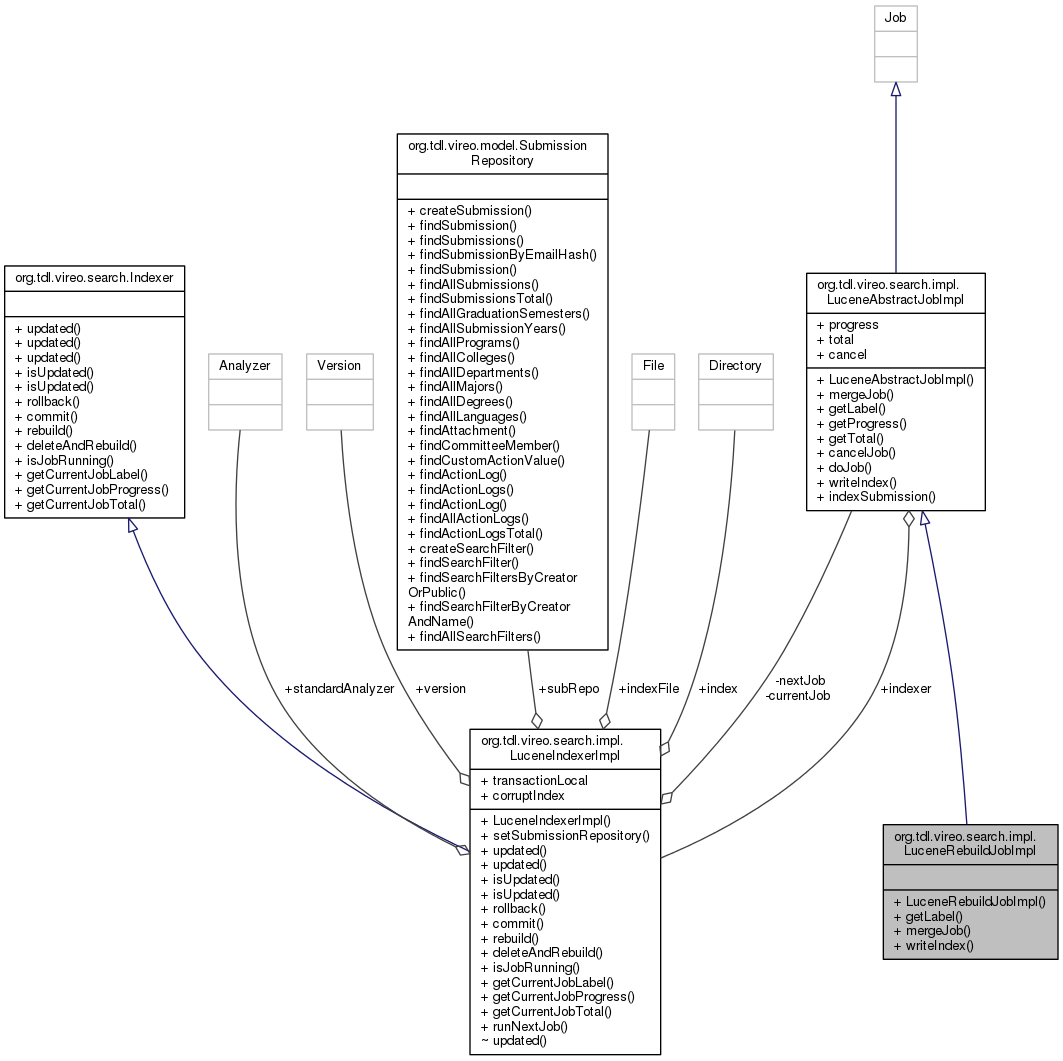 Job
org.tdl.vireo.model.Submission
Repository
+ createSubmission()
+ findSubmission()
+ findSubmissions()
+ findSubmissionByEmailHash()
+ findSubmission()
+ findAllSubmissions()
+ findSubmissionsTotal()
+ findAllGraduationSemesters()
+ findAllSubmissionYears()
+ findAllPrograms()
+ findAllColleges()
+ findAllDepartments()
+ findAllMajors()
+ findAllDegrees()
+ findAllLanguages()
+ findAttachment()
+ findCommitteeMember()
+ findCustomActionValue()
+ findActionLog()
+ findActionLogs()
+ findActionLog()
+ findAllActionLogs()
+ findActionLogsTotal()
+ createSearchFilter()
+ findSearchFilter()
+ findSearchFiltersByCreator
OrPublic()
+ findSearchFilterByCreator
AndName()
+ findAllSearchFilters()
org.tdl.vireo.search.Indexer
+ updated()
+ updated()
+ updated()
+ isUpdated()
+ isUpdated()
+ rollback()
+ commit()
+ rebuild()
+ deleteAndRebuild()
+ isJobRunning()
+ getCurrentJobLabel()
+ getCurrentJobProgress()
+ getCurrentJobTotal()
Analyzer
Version
File
Directory
org.tdl.vireo.search.impl.
LuceneAbstractJobImpl
+ progress
+ total
+ cancel
+ LuceneAbstractJobImpl()
+ mergeJob()
+ getLabel()
+ getProgress()
+ getTotal()
+ cancelJob()
+ doJob()
+ writeIndex()
+ indexSubmission()
+standardAnalyzer
+version
+subRepo
+indexFile
+index
-nextJob
-currentJob
+indexer
org.tdl.vireo.search.impl.
LuceneIndexerImpl
+ transactionLocal
+ corruptIndex
+ LuceneIndexerImpl()
+ setSubmissionRepository()
+ updated()
+ updated()
+ isUpdated()
+ isUpdated()
+ rollback()
+ commit()
+ rebuild()
+ deleteAndRebuild()
+ isJobRunning()
+ getCurrentJobLabel()
+ getCurrentJobProgress()
+ getCurrentJobTotal()
+ runNextJob()
~ updated()
org.tdl.vireo.search.impl.
LuceneRebuildJobImpl
+ LuceneRebuildJobImpl()
+ getLabel()
+ mergeJob()
+ writeIndex()